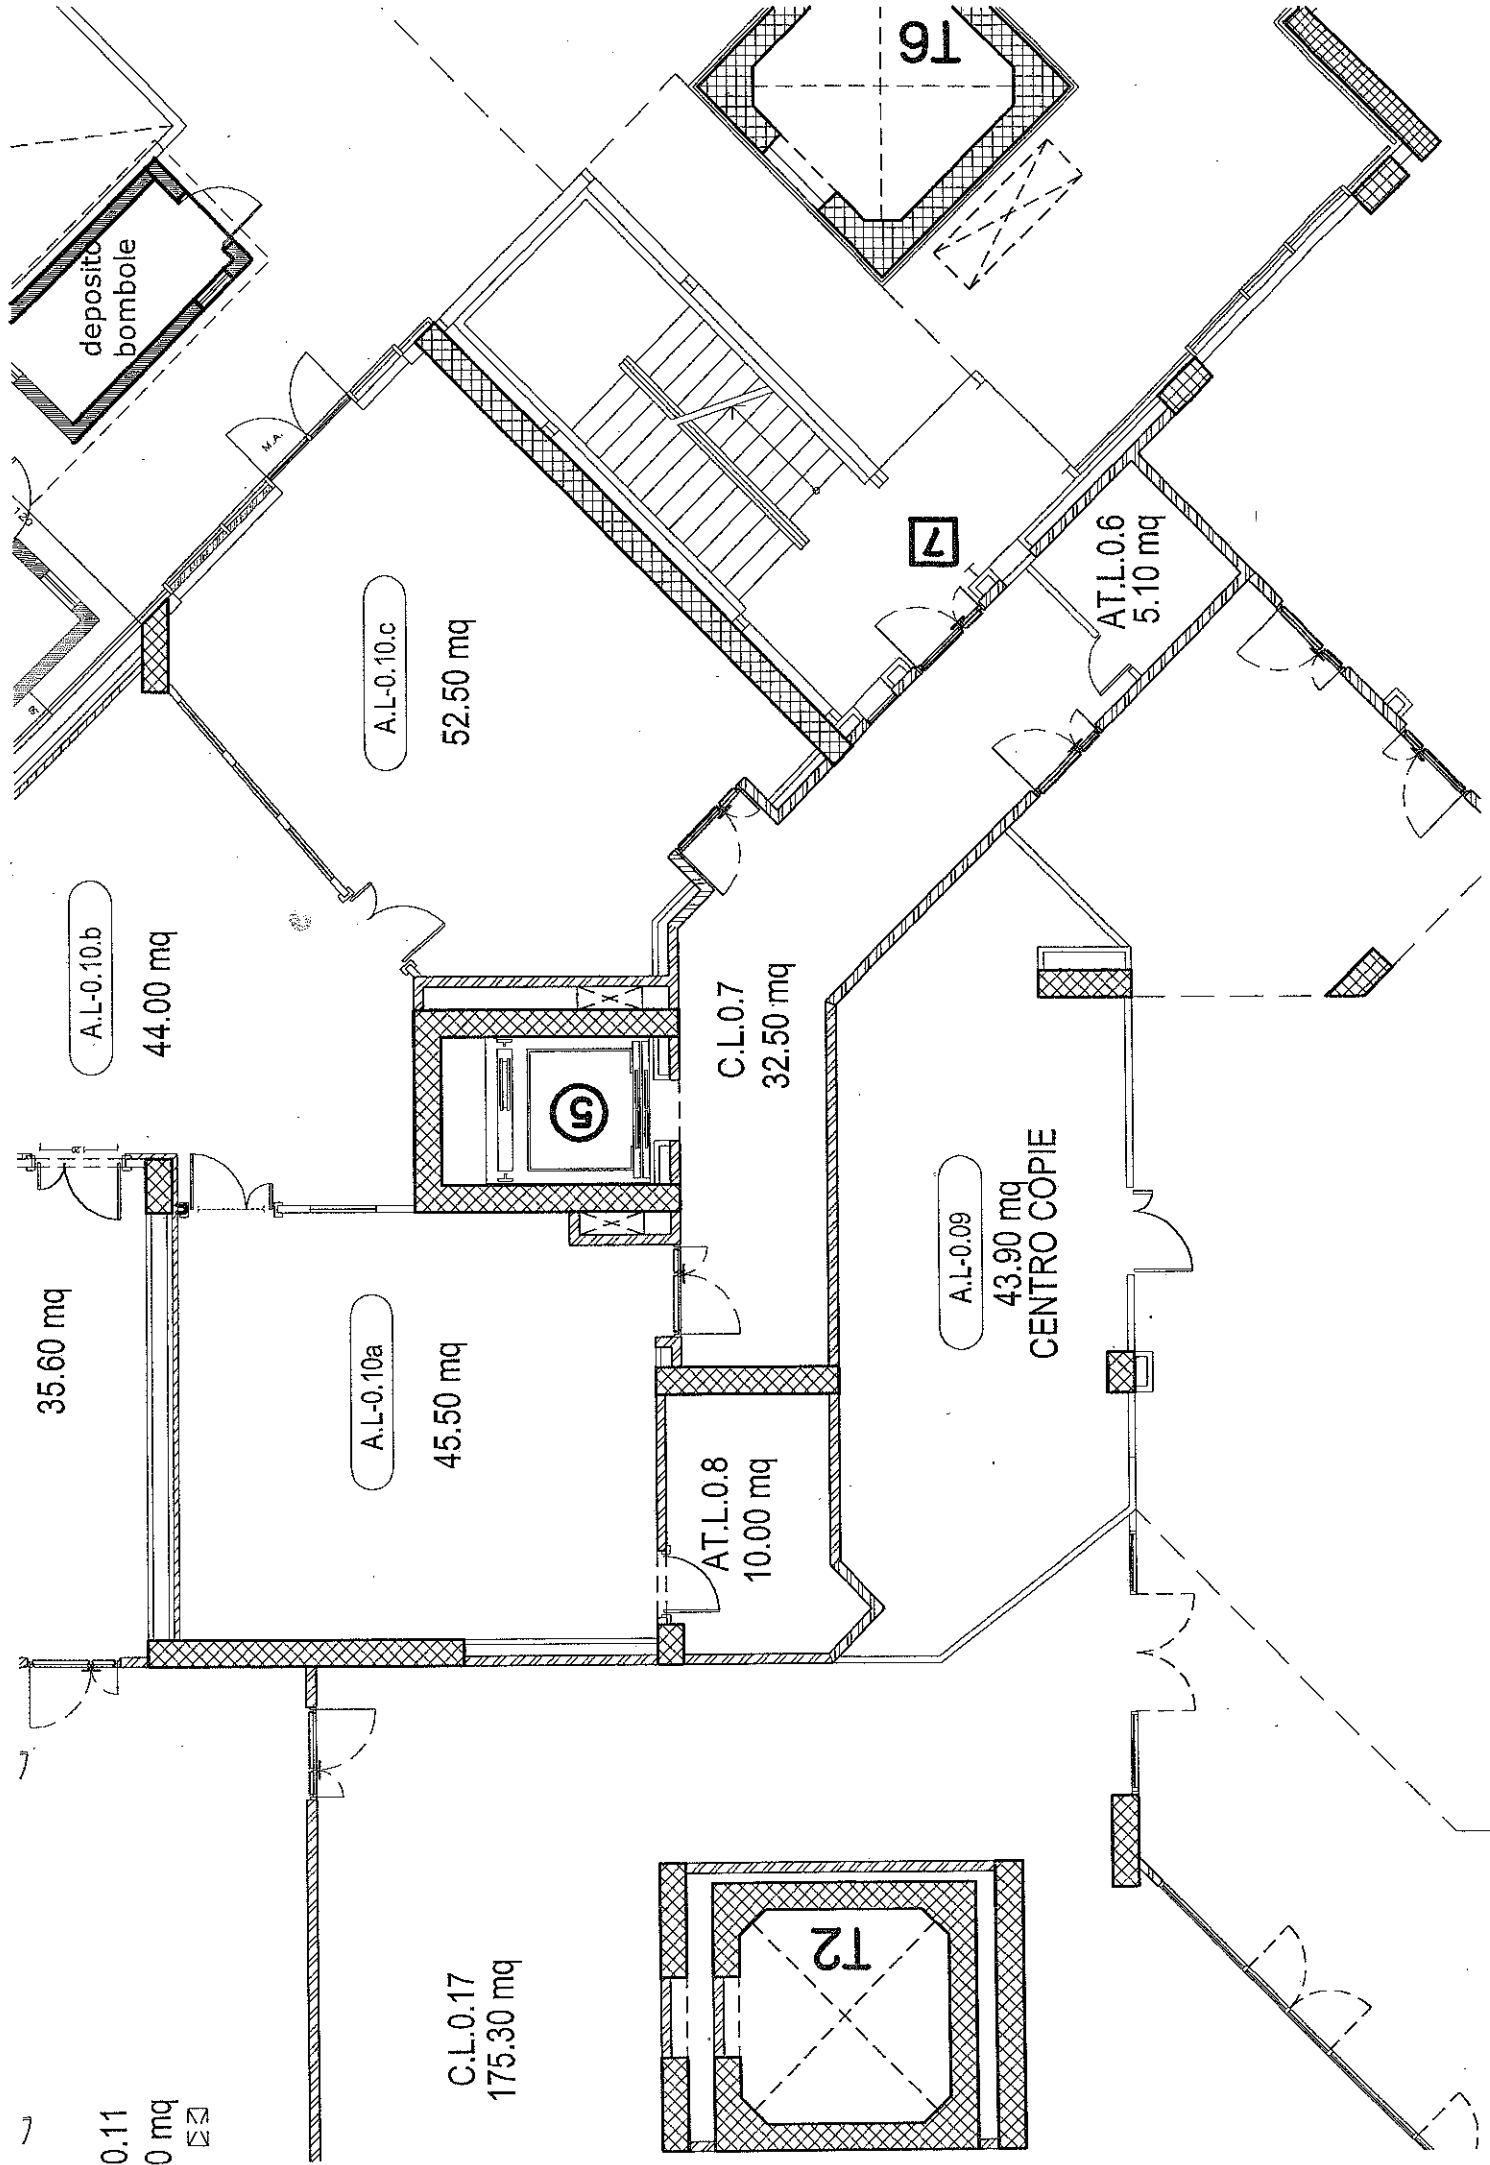 T6
deposito
bombole
M.A.
120
A.L-0.10.c
52.50 mq
7
AT.L.0.6
5.10 mq
A.L-0.10.b
44.00 mq
5
C.L.0.7
32.50 mq
35.60 mq
A.L-0.10a
45.50 mq
A.L-0.09
43.90 mq
CENTRO COPIE
AT.L.0.8
10.00 mq
C.L.0.17
175.30 mq
T2
0.11
0 mq
7
7